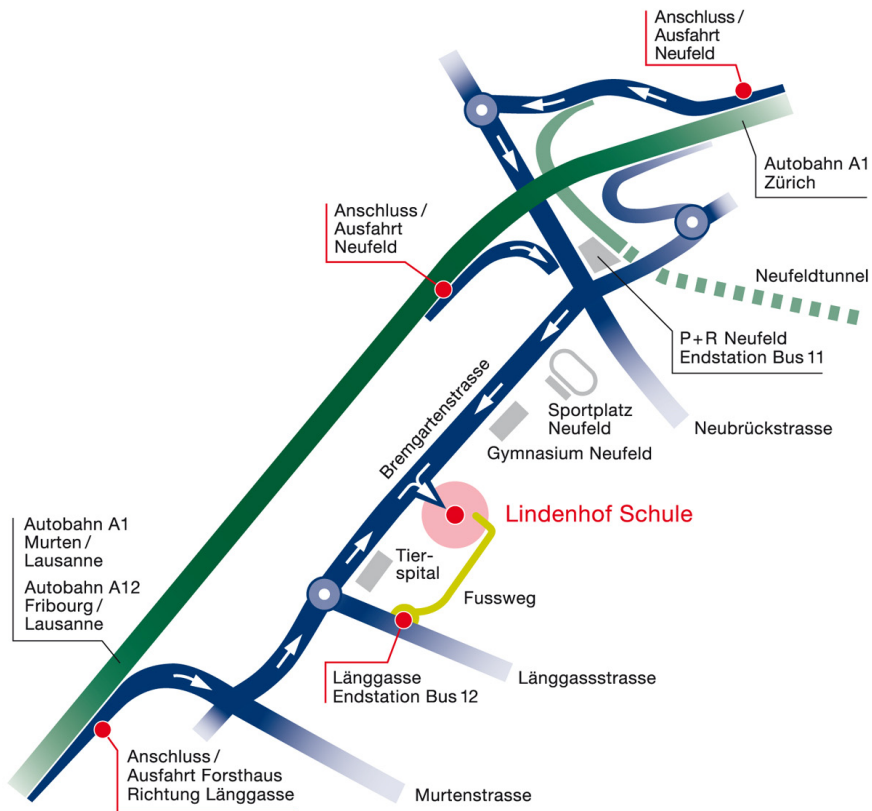 Anschluss /
Ausfahrt
Neufeld
Autobahn A1
Zürich
Anschluss /
Ausfahrt
Neufeld
Neufeldtunnel
P+R Neufeld
Endstation Bus 11
Bremgartenstrasse
Sportplatz
Neufeld
Neubrückstrasse
Gymnasium Neufeld
Lindenhof Schule
Autobahn A1
Murten /
Lausanne
Autobahn A12
Fribourg /
Lausanne
Tier-
spital
Fussweg
Länggasse
Endstation Bus 12
Länggassstrasse
Anschluss /
Ausfahrt Forsthaus
Richtung Länggasse
Murtenstrasse